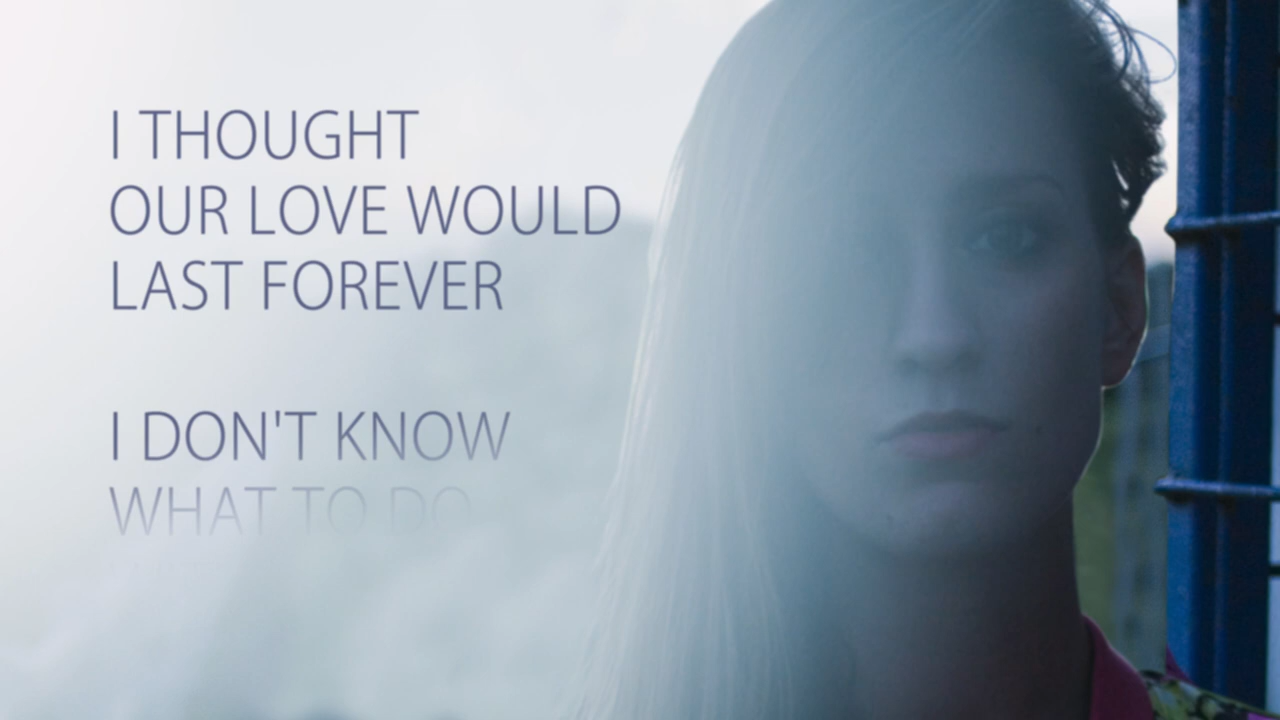 I THOUGHT
OUR LOVE WOULD
LAST FOREVER
I DON'T KNOW
WHAT TO DO